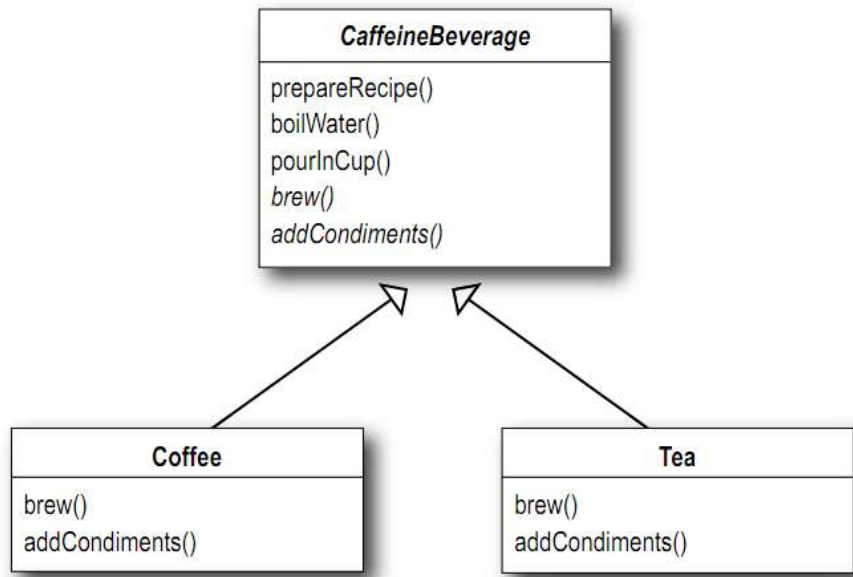 CaffeineBeverage
prepareRecipe()
boilWater()
pourInCup()
brew()
addCondiments()
Coffee
brew()
addCondiments()
Tea
brew()
addCondiments()